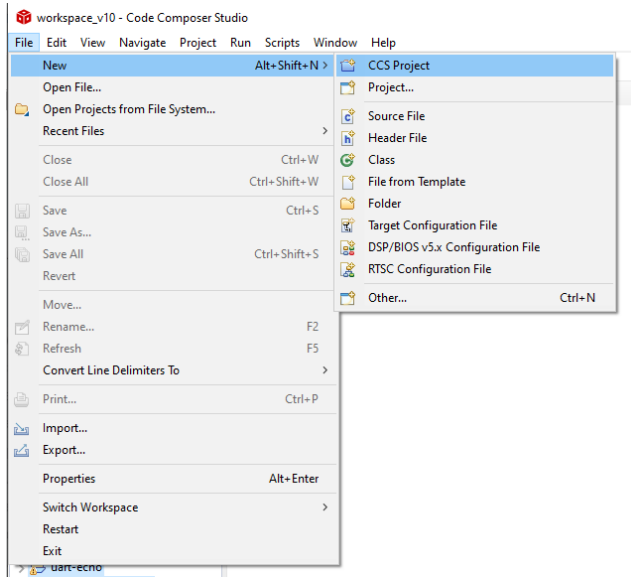 workspace_v10 - Code Composer Studio
File Edit View Navigate Project Run Scripts Window Help
New Alt+Shift+N >
Open File...
Open Projects from File System...
Recent Files >
Close Ctrl+W
Close All Ctrl+Shift+W
Save Ctrl+S
Save As...
Save All Ctrl+Shift+S
Revert
Move...
Rename... F2
Refresh F5
Convert Line Delimiters To >
Print... Ctrl+P
Import...
Export...
Properties Alt+Enter
Switch Workspace >
Restart
Exit
uart-echo
CCS Project
Project...
Source File
Header File
Class
File from Template
Folder
Target Configuration File
DSP/BIOS v5.x Configuration File
RTSC Configuration File
Other... Ctrl+N